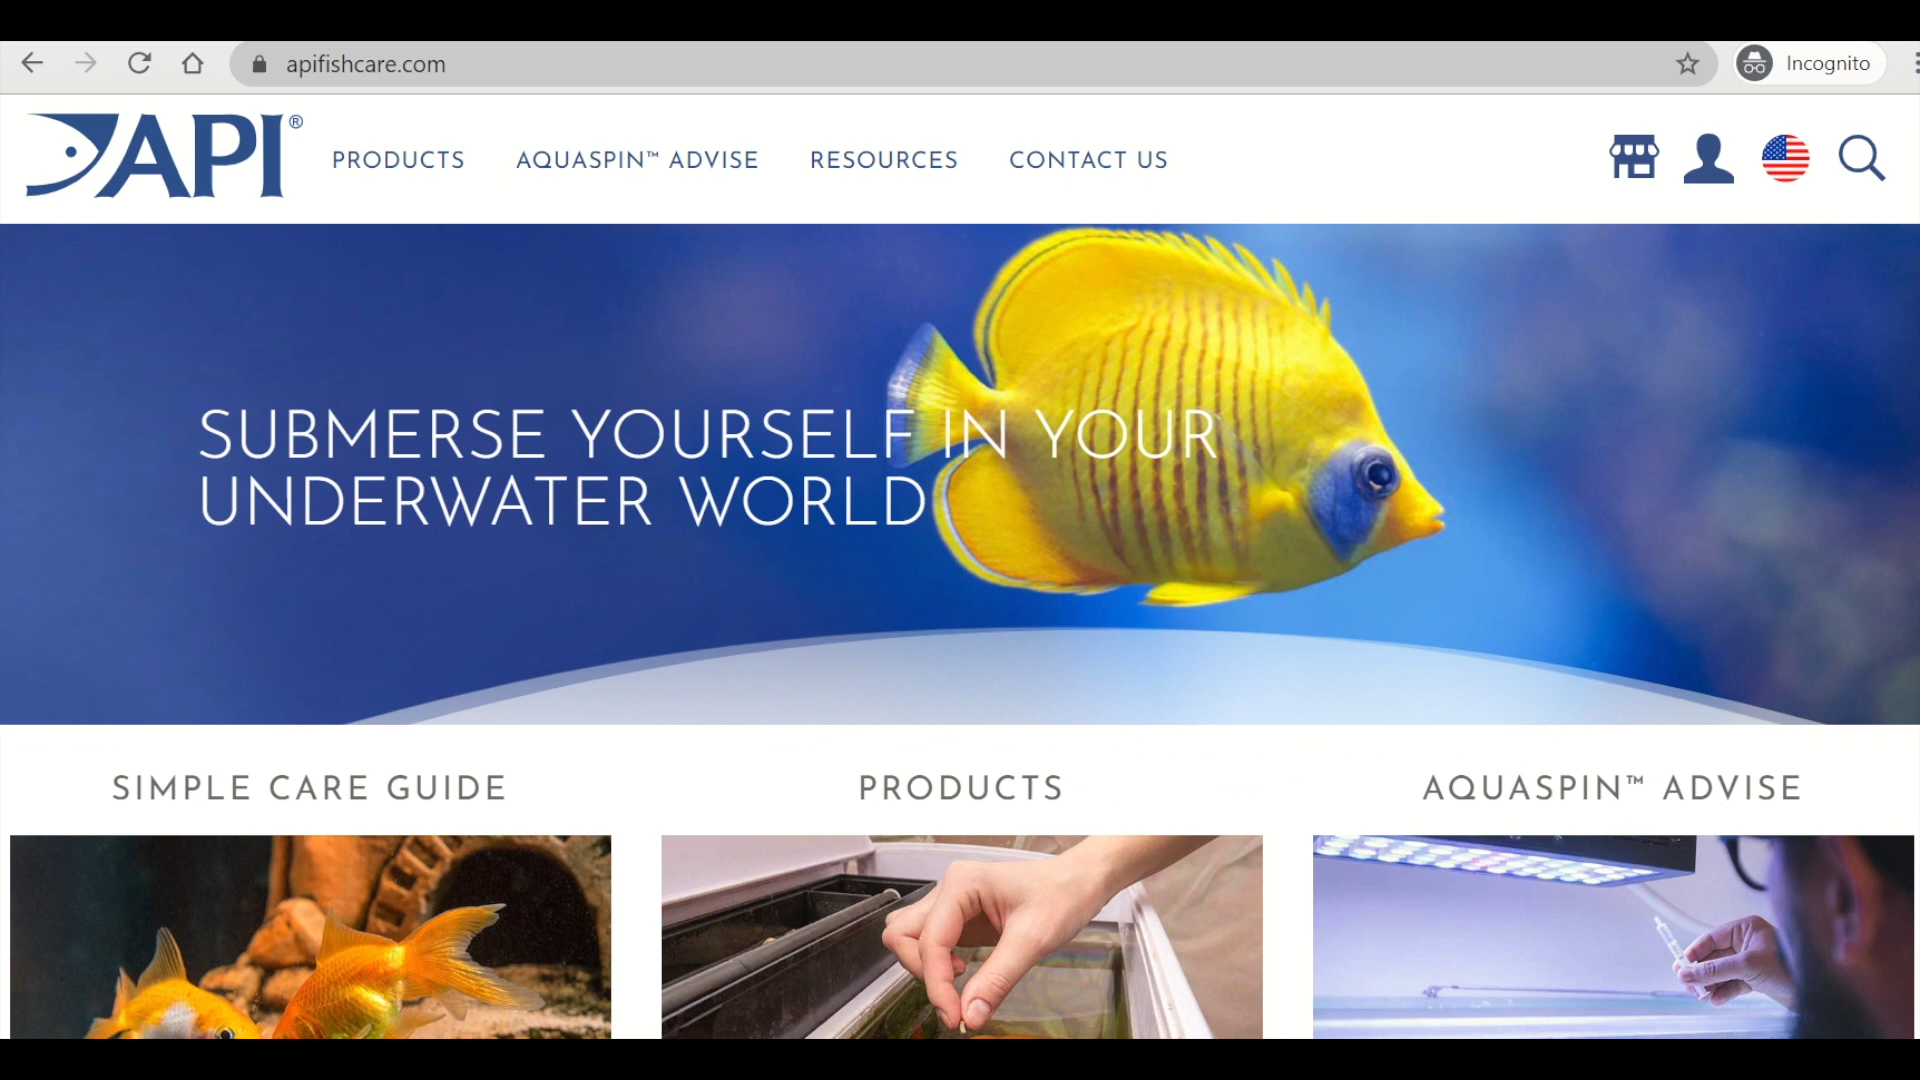 apifishcare.com
Incognito
API®
PRODUCTS
AQUASPIN™ ADVISE
RESOURCES
CONTACT US
SUBMERSE YOURSELF IN YOUR
UNDERWATER WORLD
SIMPLE CARE GUIDE
PRODUCTS
AQUASPIN™ ADVISE